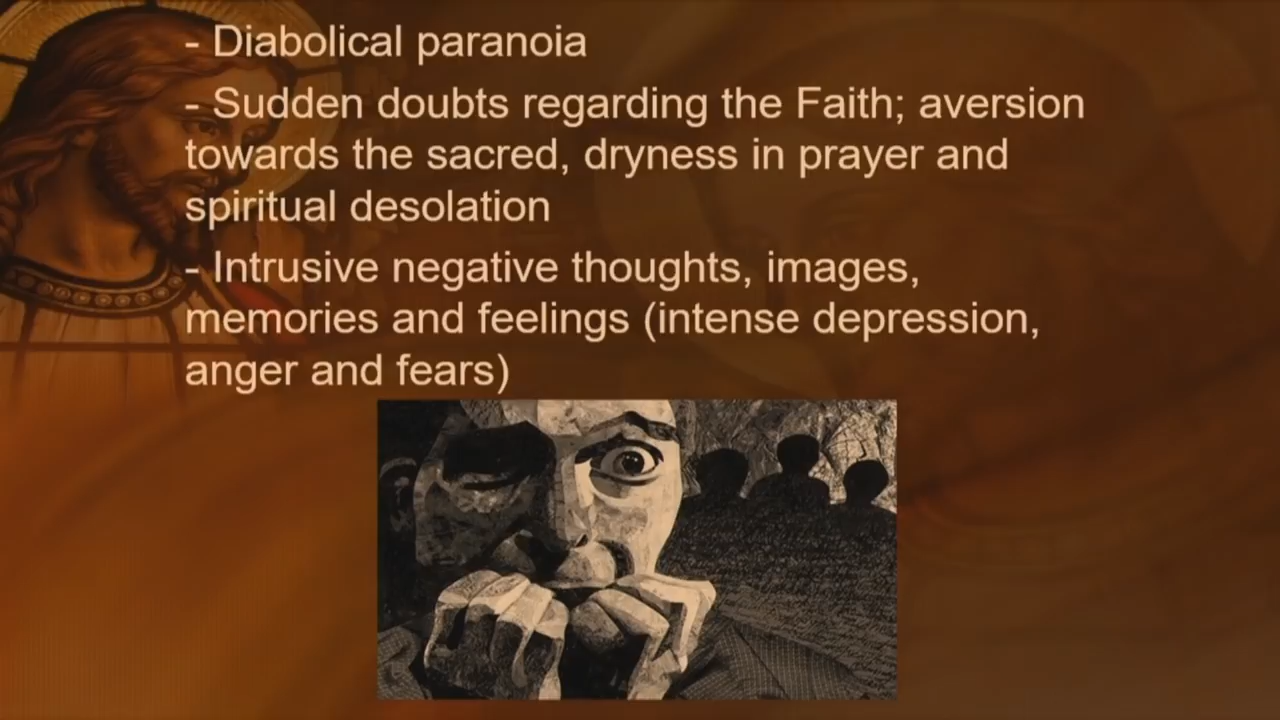 - Diabolical paranoia
- Sudden doubts regarding the Faith; aversion
towards the sacred, dryness in prayer and
spiritual desolation
- Intrusive negative thoughts, images,
memories and feelings (intense depression,
anger and fears)